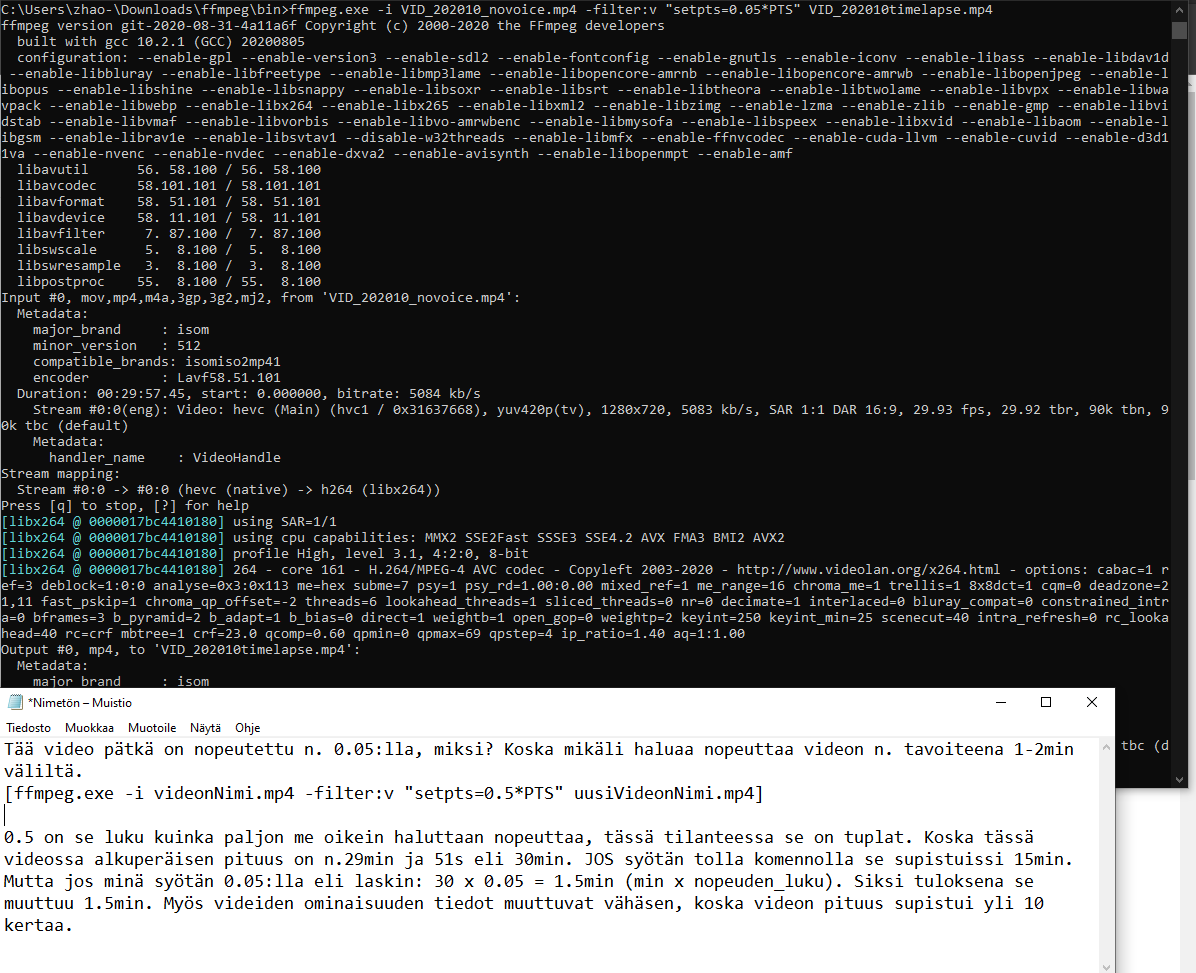 C:\Users\zhao-\Downloads\ffmpeg\bin>ffmpeg.exe -i VID_202010_novoice.mp4 -filter:v "setpts=0.05*PTS" VID_202010timelapse.mp4
ffmpeg version git-2020-08-31-4a11a6f Copyright (c) 2000-2020 the FFmpeg developers
  built with gcc 10.2.1 (GCC) 20200805
  configuration: --enable-gpl --enable-version3 --enable-sdl2 --enable-fontconfig --enable-gnutls --enable-iconv --enable-libass --enable-libdav1d
 --enable-libbluray --enable-libfreetype --enable-libmp3lame --enable-libopencore-amrnb --enable-libopencore-amrwb --enable-libopenjpeg --enable-l
ibopus --enable-libshine --enable-libsnappy --enable-libsoxr --enable-libsrt --enable-libtheora --enable-libtwolame --enable-libvpx --enable-libwa
vpack --enable-libwebp --enable-libx264 --enable-libx265 --enable-libxml2 --enable-libzimg --enable-lzma --enable-zlib --enable-gmp --enable-libvi
dstab --enable-libvmaf --enable-libvorbis --enable-libvo-amrwbenc --enable-libmysofa --enable-libspeex --enable-libxvid --enable-libaom --enable-l
ibgsm --enable-librav1e --enable-libsvtav1 --disable-w32threads --enable-libmfx --enable-ffnvcodec --enable-cuda-llvm --enable-cuvid --enable-d3d1
1va --enable-nvenc --enable-nvdec --enable-dxva2 --enable-avisynth --enable-libopenmpt --enable-amf
  libavutil      56. 58.100 / 56. 58.100
  libavcodec     58.101.101 / 58.101.101
  libavformat    58. 51.101 / 58. 51.101
  libavdevice    58. 11.101 / 58. 11.101
  libavfilter     7. 87.100 /  7. 87.100
  libswscale      5.  8.100 /  5.  8.100
  libswresample   3.  8.100 /  3.  8.100
  libpostproc    55.  8.100 / 55.  8.100
Input #0, mov,mp4,m4a,3gp,3g2,mj2, from 'VID_202010_novoice.mp4':
  Metadata:
    major_brand     : isom
    minor_version   : 512
    compatible_brands: isomiso2mp41
    encoder         : Lavf58.51.101
  Duration: 00:29:57.45, start: 0.000000, bitrate: 5084 kb/s
    Stream #0:0(eng): Video: hevc (Main) (hvc1 / 0x31637668), yuv420p(tv), 1280x720, 5083 kb/s, SAR 1:1 DAR 16:9, 29.93 fps, 29.92 tbr, 90k tbn, 9
0k tbc (default)
    Metadata:
      handler_name    : VideoHandle
Stream mapping:
  Stream #0:0 -> #0:0 (hevc (native) -> h264 (libx264))
Press [q] to stop, [?] for help
[libx264 @ 0000017bc4410180] using SAR=1/1
[libx264 @ 0000017bc4410180] using cpu capabilities: MMX2 SSE2Fast SSSE3 SSE4.2 AVX FMA3 BMI2 AVX2
[libx264 @ 0000017bc4410180] profile High, level 3.1, 4:2:0, 8-bit
[libx264 @ 0000017bc4410180] 264 - core 161 - H.264/MPEG-4 AVC codec - Copyleft 2003-2020 - http://www.videolan.org/x264.html - options: cabac=1 r
ef=3 deblock=1:0:0 analyse=0x3:0x113 me=hex subme=7 psy=1 psy_rd=1.00:0.00 mixed_ref=1 me_range=16 chroma_me=1 trellis=1 8x8dct=1 cqm=0 deadzone=2
1,11 fast_pskip=1 chroma_qp_offset=-2 threads=6 lookahead_threads=1 sliced_threads=0 nr=0 decimate=1 interlaced=0 bluray_compat=0 constrained_intr
a=0 bframes=3 b_pyramid=2 b_adapt=1 b_bias=0 direct=1 weightb=1 open_gop=0 weightp=2 keyint=250 keyint_min=25 scenecut=40 intra_refresh=0 rc_looka
head=40 rc=crf mbtree=1 crf=23.0 qcomp=0.60 qpmin=0 qpmax=69 qpstep=4 ip_ratio=1.40 aq=1:1.00
Output #0, mp4, to 'VID_202010timelapse.mp4':
  Metadata:
    major_brand     : isom
*Nimetön – Muistio
Tiedosto Muokkaa Muotoile Näytä Ohje
tbc (d
Tää video pätkä on nopeutettu n. 0.05:lla, miksi? Koska mikäli haluaa nopeuttaa videon n. tavoiteena 1-2min
väliltä.
[ffmpeg.exe -i videonNimi.mp4 -filter:v "setpts=0.5*PTS" uusiVideonNimi.mp4]
0.5 on se luku kuinka paljon me oikein haluttaan nopeuttaa, tässä tilanteessa se on tuplat. Koska tässä
videossa alkuperäisen pituus on n.29min ja 51s eli 30min. JOS syötän tolla komennolla se supistuissi 15min.
Mutta jos minä syötän 0.05:lla eli laskin: 30 x 0.05 = 1.5min (min x nopeuden_luku). Siksi tuloksena se
muuttuu 1.5min. Myös videiden ominaisuuden tiedot muuttuvat vähäsen, koska videon pituus supistui yli 10
kertaa.